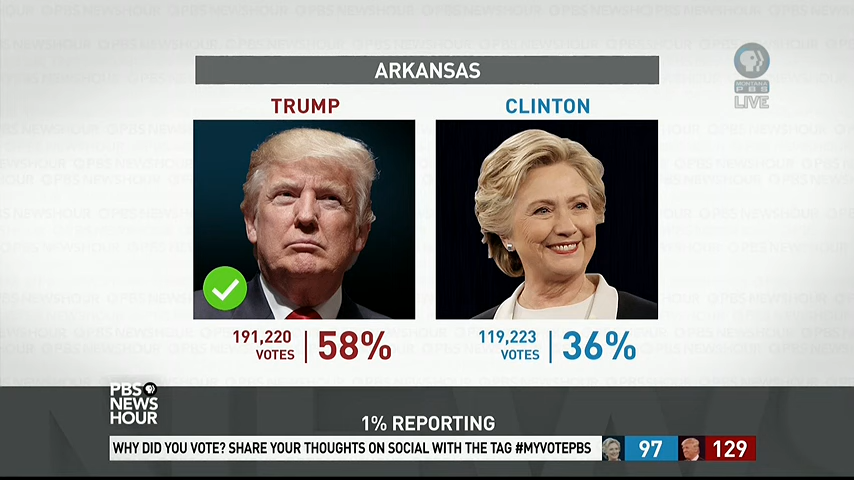 ARKANSAS
MONTANA
PBS
LIVE
TRUMP
CLINTON
191,220
VOTES
58%
119,223
VOTES
36%
PBS
NEWS
HOUR
1% REPORTING
WHY DID YOU VOTE? SHARE YOUR THOUGHTS ON SOCIAL WITH THE TAG #MYVOTEPBS
97
129